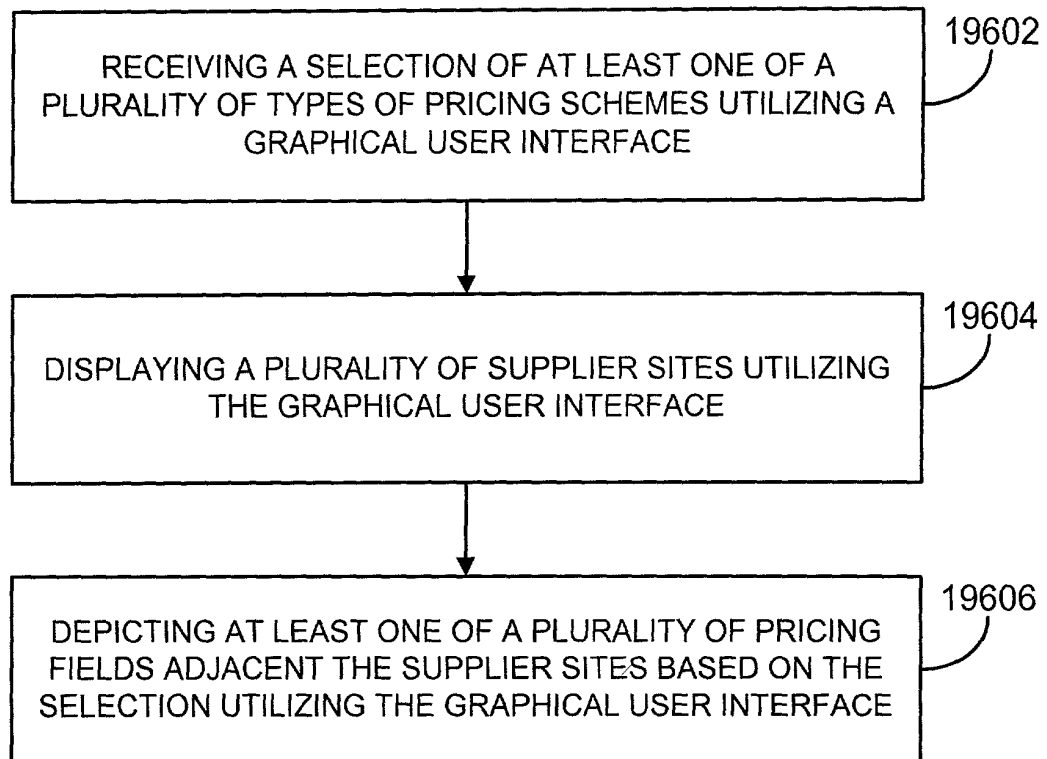 19602
RECEIVING A SELECTION OF AT LEAST ONE OF A
PLURALITY OF TYPES OF PRICING SCHEMES UTILIZING A
GRAPHICAL USER INTERFACE
19604
DISPLAYING A PLURALITY OF SUPPLIER SITES UTILIZING
THE GRAPHICAL USER INTERFACE
19606
DEPICTING AT LEAST ONE OF A PLURALITY OF PRICING
FIELDS ADJACENT THE SUPPLIER SITES BASED ON THE
SELECTION UTILIZING THE GRAPHICAL USER INTERFACE